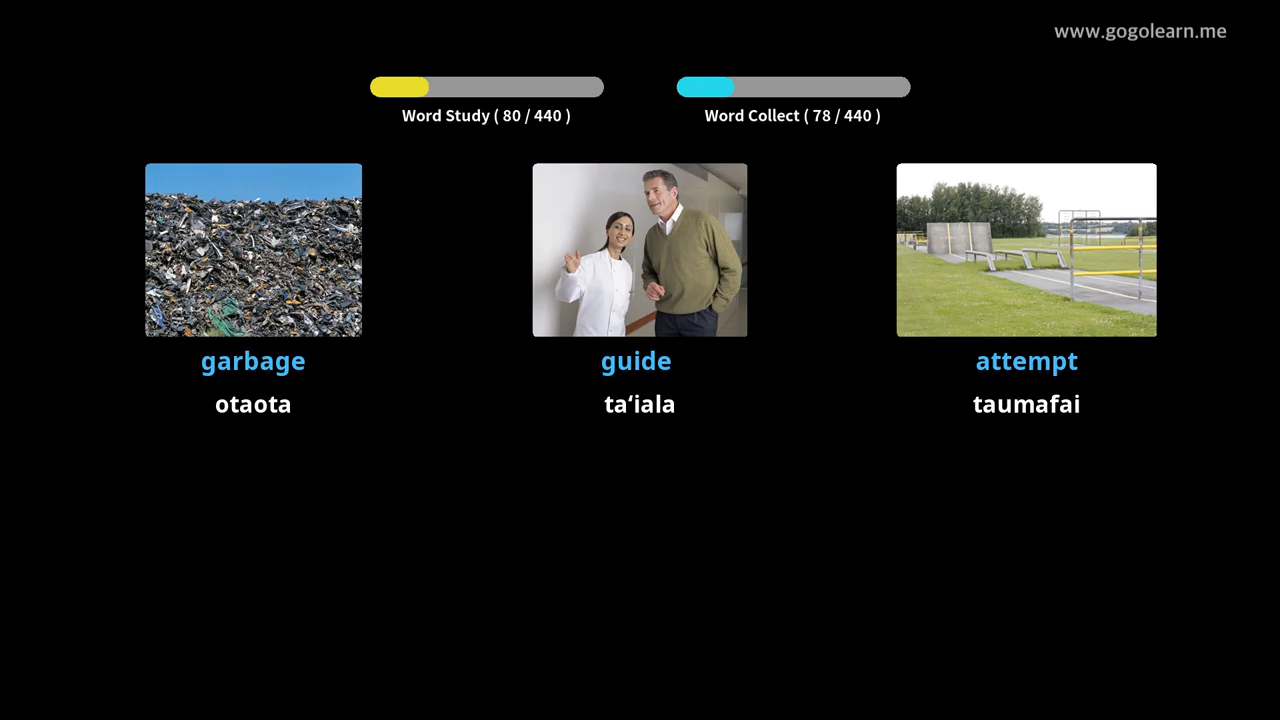 www.gogolearn.me
Word Study ( 80 / 440 )
Word Collect ( 78 / 440 )
garbage
guide
attempt
otaota
taʻiala
taumafai